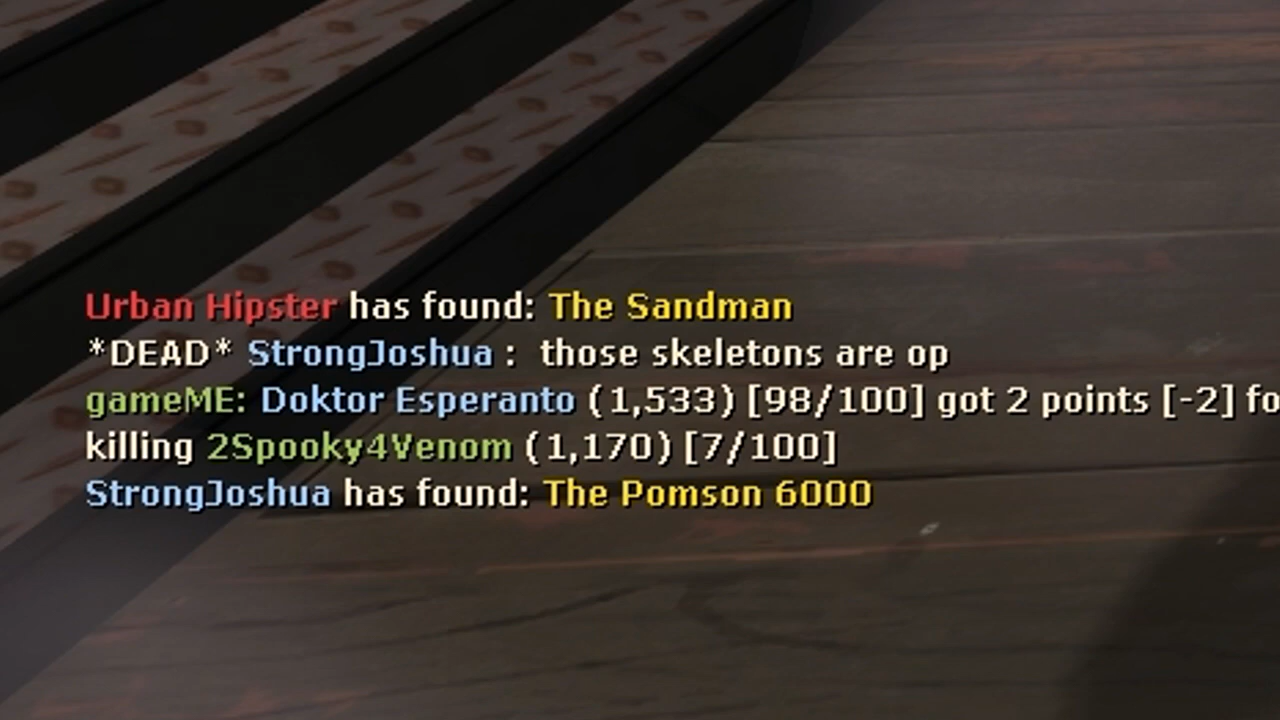 Urban Hipster has found: The Sandman
*DEAD* StrongJoshua :  those skeletons are op
gameME: Doktor Esperanto (1,533) [98/100] got 2 points [-2] fo
killing 2Spooky4Venom (1,170) [7/100]
StrongJoshua has found: The Pomson 6000